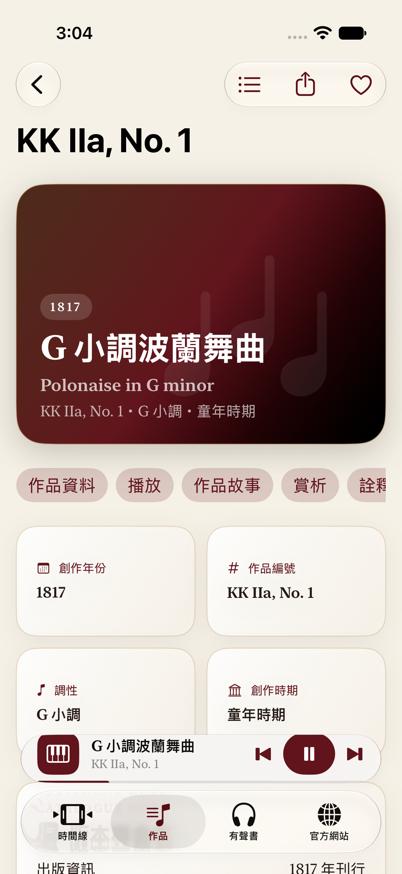 3:04
KK IIa, No. 1
1817
G 小調波蘭舞曲
Polonaise in G minor
KK IIa, No. 1・G 小調・童年時期
作品資料
播放
作品故事
賞析
詮釋
創作年份
1817
作品編號
KK IIa, No. 1
調性
G 小調
創作時期
童年時期
G 小調波蘭舞曲
KK IIa, No. 1
時間線
作品
有聲書
官方網站
出版資訊
1817 年刊行